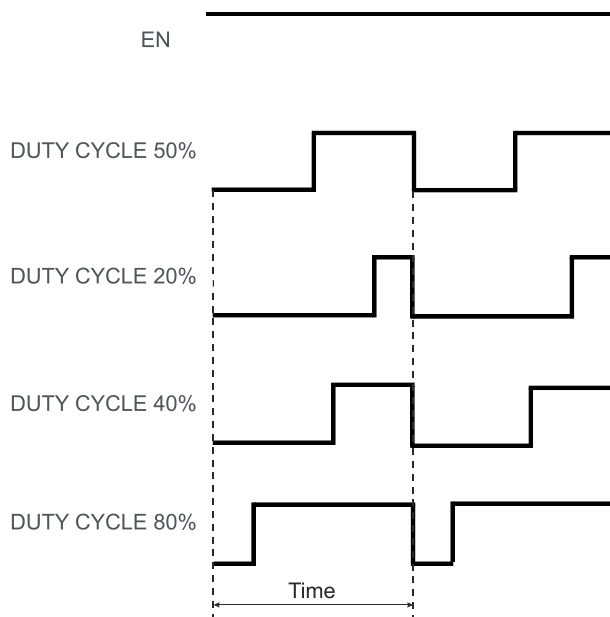 EN
DUTY CYCLE 50%
DUTY CYCLE 20%
DUTY CYCLE 40%
DUTY CYCLE 80%
Time